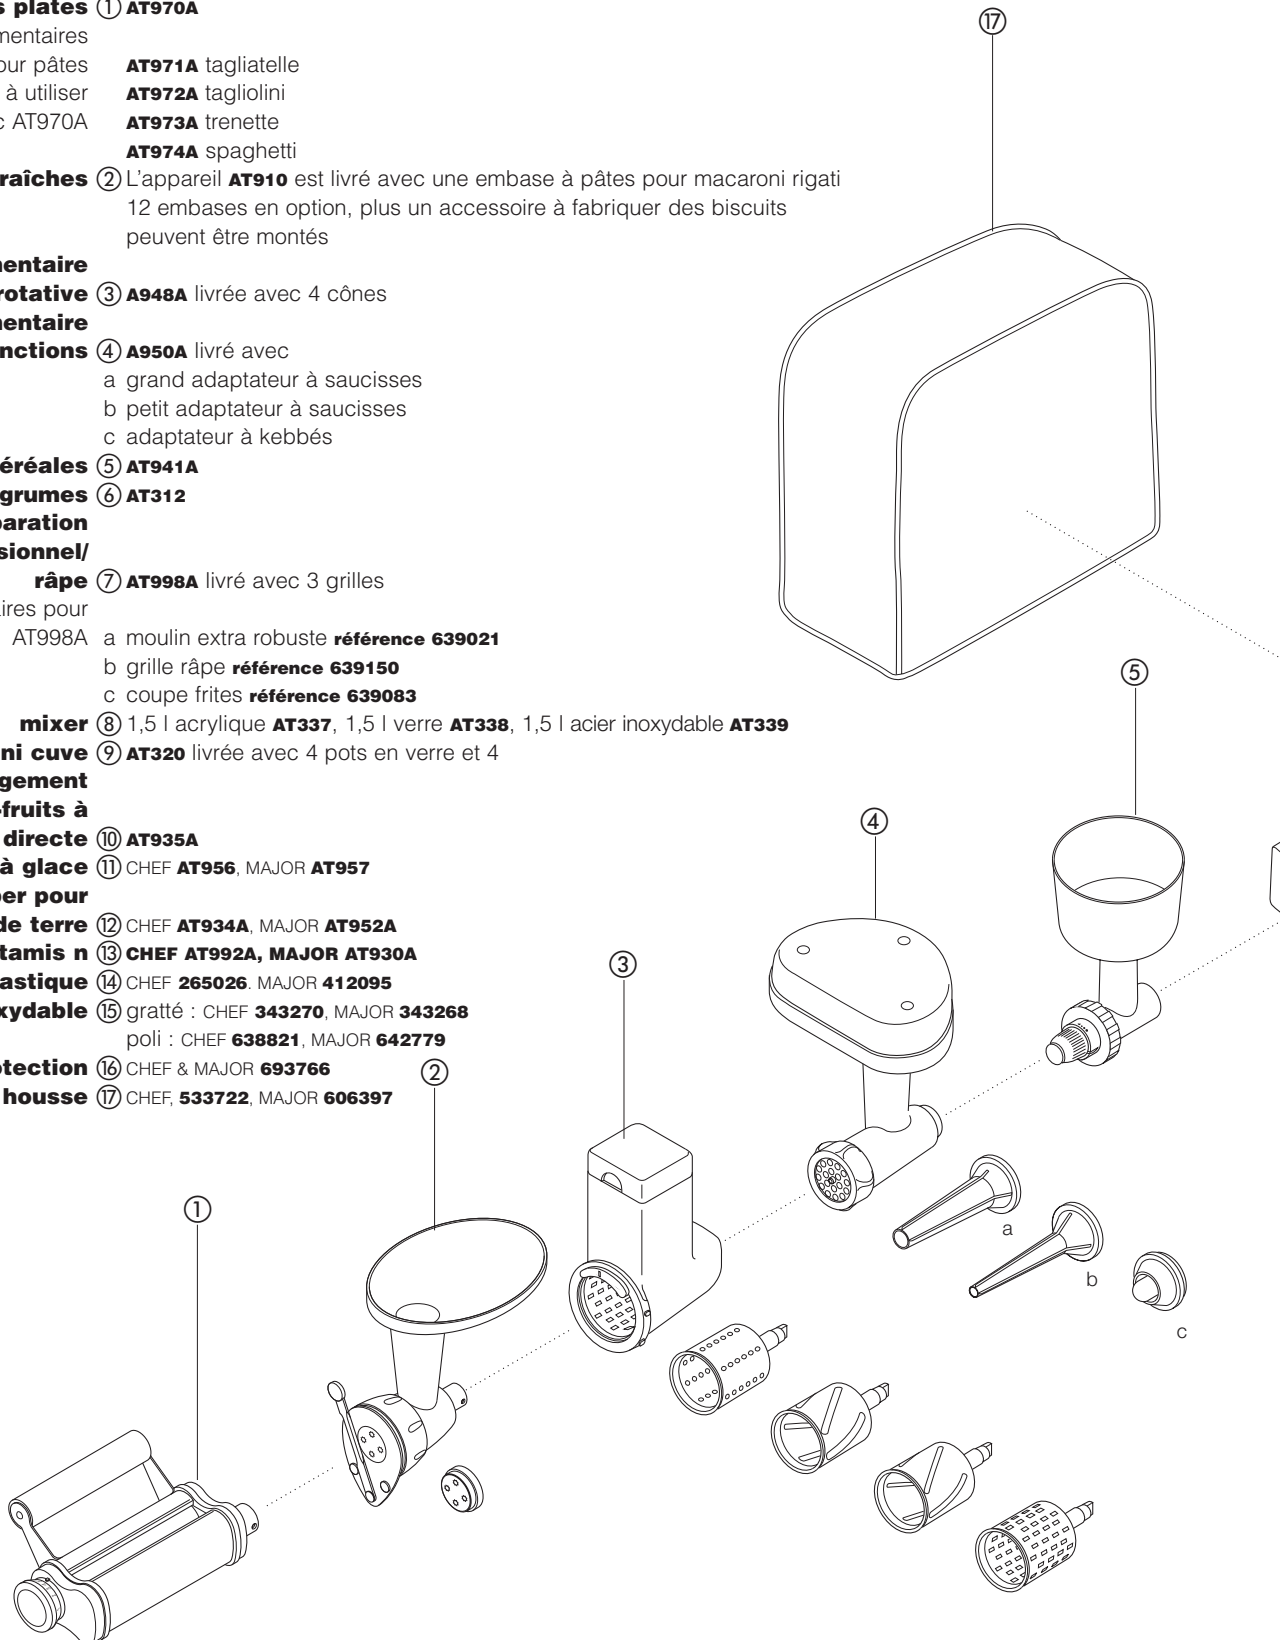 s plates ① AT970A
mentaires
our pâtes AT971A tagliatelle
à utiliser AT972A tagliolini
c AT970A AT973A trenette
AT974A spaghetti
raîches ② L'appareil AT910 est livré avec une embase à pâtes pour macaroni rigati
12 embases en option, plus un accessoire à fabriquer des biscuits
peuvent être montés
nentaire
rotative ③ A948A livrée avec 4 cônes
nentaire
nctions ④ A950A livré avec
a grand adaptateur à saucisses
b petit adaptateur à saucisses
c adaptateur à kebbés
éréales ⑤ AT941A
grumes ⑥ AT312
paration
sionnel/
râpe ⑦ AT998A livré avec 3 grilles
aires pour
AT998A a moulin extra robuste référence 639021
b grille râpe référence 639150
c coupe frites référence 639083
mixer ⑧ 1,5 l acrylique AT337, 1,5 l verre AT338, 1,5 l acier inoxydable AT339
ni cuve ⑨ AT320 livrée avec 4 pots en verre et 4
gement
-fruits à
directe ⑩ AT935A
à glace ⑪ CHEF AT956, MAJOR AT957
per pour
de terre ⑫ CHEF AT934A, MAJOR AT952A
tamis n ⑬ CHEF AT992A, MAJOR AT930A
lastique ⑭ CHEF 265026. MAJOR 412095
xydable ⑮ gratté : CHEF 343270, MAJOR 343268
poli : CHEF 638821, MAJOR 642779
otection ⑯ CHEF & MAJOR 693766
housse ⑰ CHEF, 533722, MAJOR 606397
⑰
⑤
④
③
②
①
a
b
c